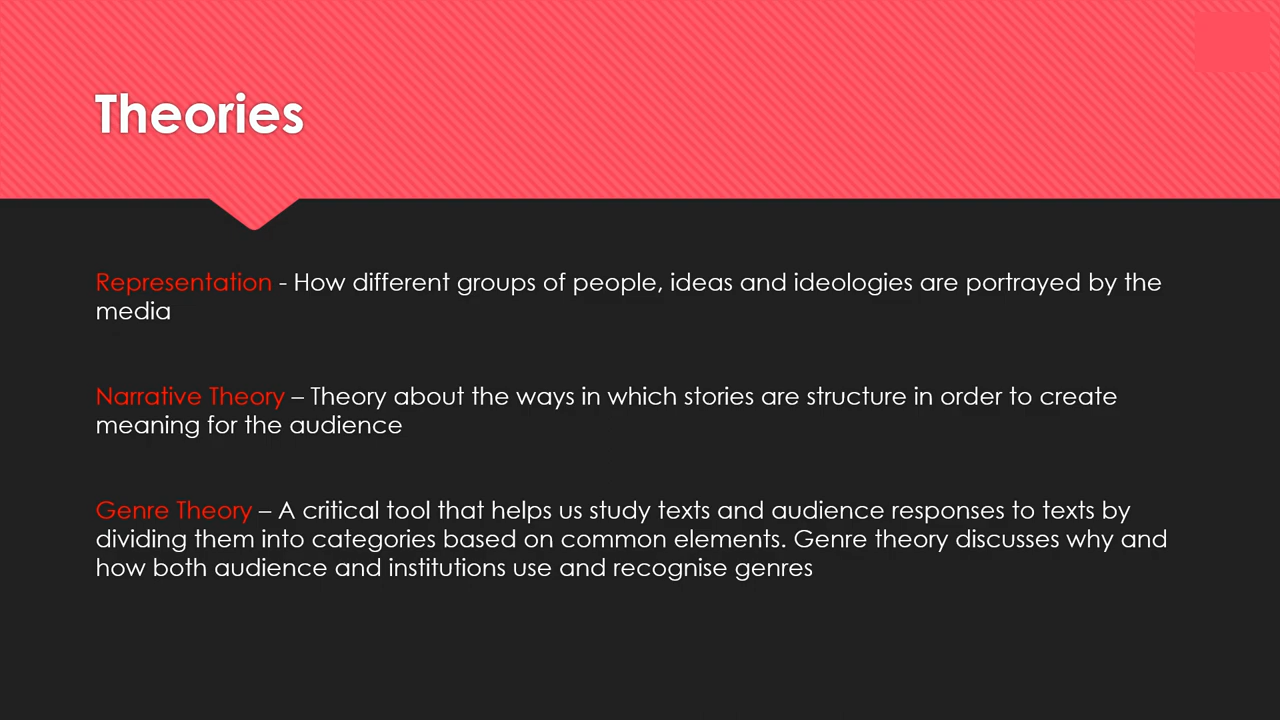 Theories
Representation - How different groups of people, ideas and ideologies are portrayed by the
media
Narrative Theory – Theory about the ways in which stories are structure in order to create
meaning for the audience
Genre Theory – A critical tool that helps us study texts and audience responses to texts by
dividing them into categories based on common elements. Genre theory discusses why and
how both audience and institutions use and recognise genres